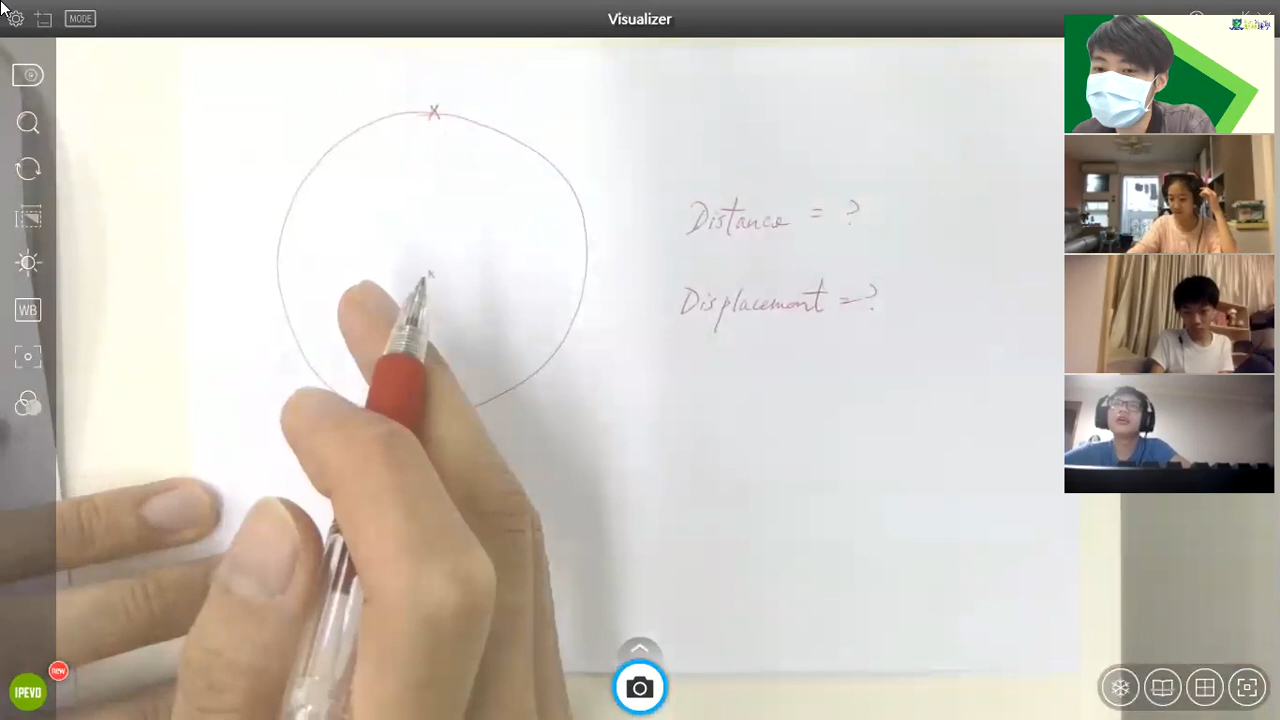 MODE
Visualizer
X
Distance = ?
x
Displacement = ?
WB
new
IPEVO